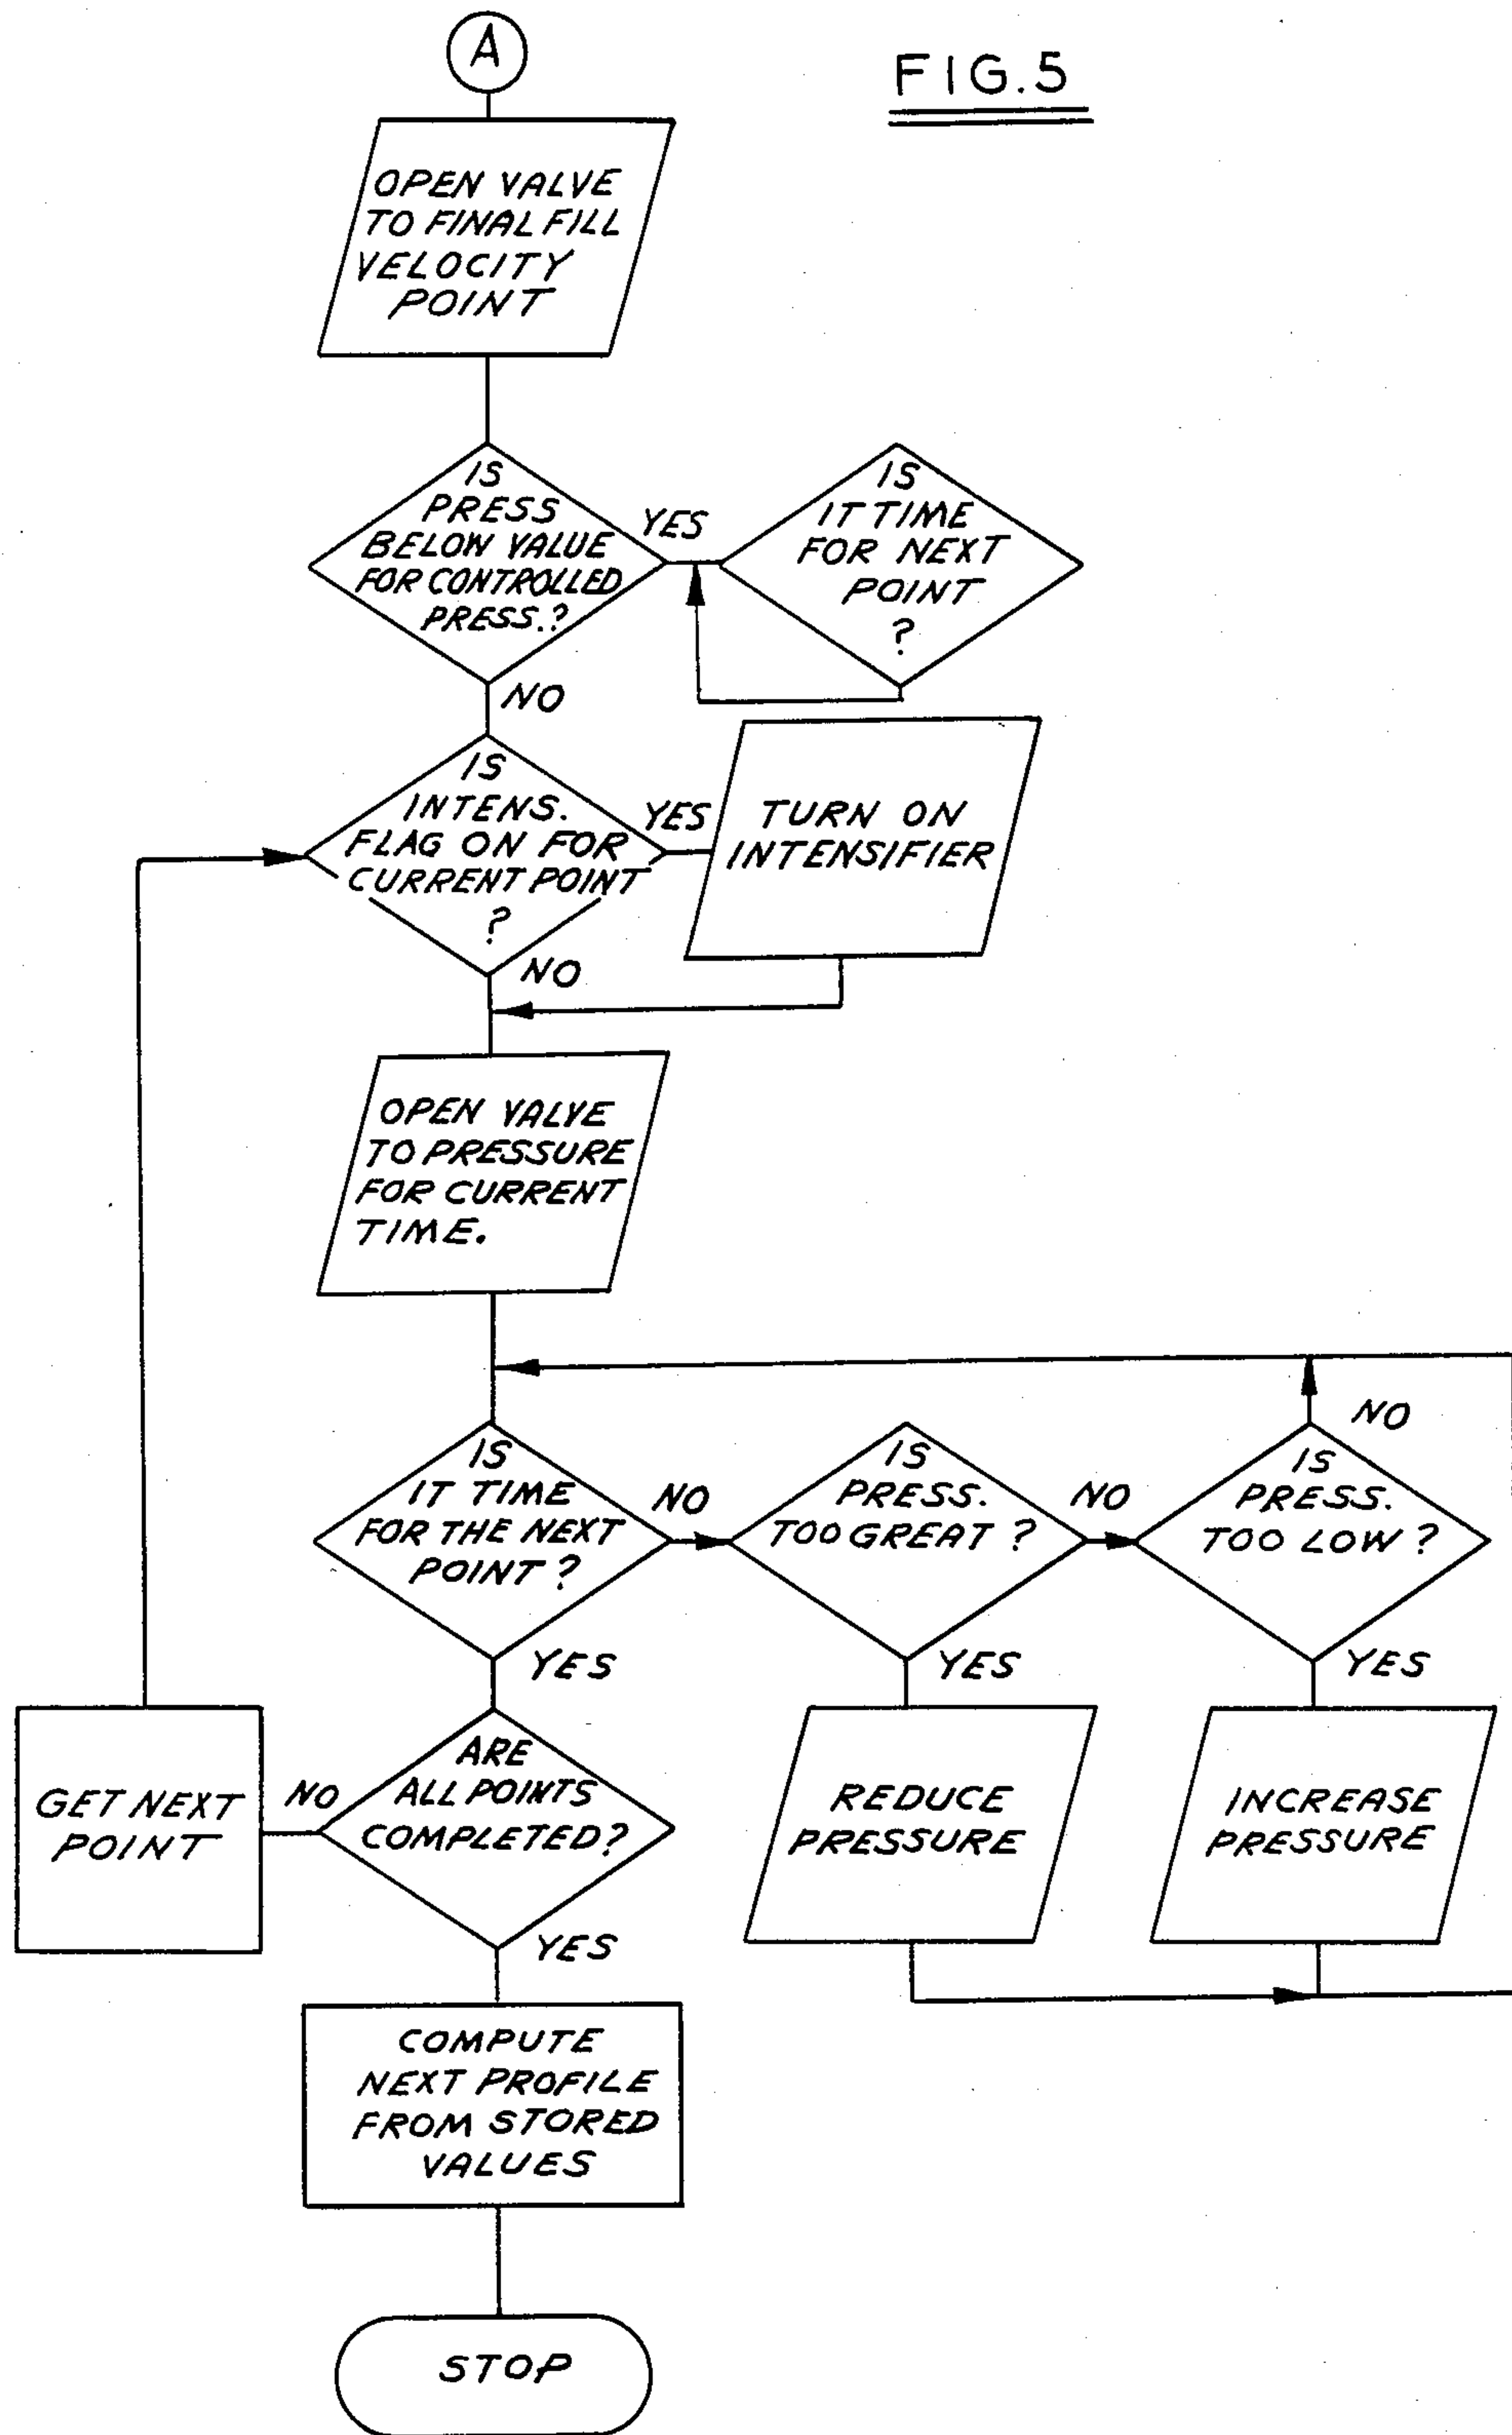 A
FIG.5
OPEN VALVE
TO FINAL FILL
VELOCITY
POINT
IS
PRESS
BELOW VALUE
FOR CONTROLLED
PRESS.?
YES
NO
IS
IT TIME
FOR NEXT
POINT
?
IS
INTENS.
FLAG ON FOR
CURRENT POINT
?
YES
NO
TURN ON
INTENSIFIER
OPEN VALVE
TO PRESSURE
FOR CURRENT
TIME.
IS
IT TIME
FOR THE NEXT
POINT?
NO
YES
IS
PRESS.
TOO GREAT?
NO
YES
IS
PRESS.
TOO LOW?
NO
YES
GET NEXT
POINT
NO
ARE
ALL POINTS
COMPLETED?
YES
REDUCE
PRESSURE
INCREASE
PRESSURE
COMPUTE
NEXT PROFILE
FROM STORED
VALUES
STOP